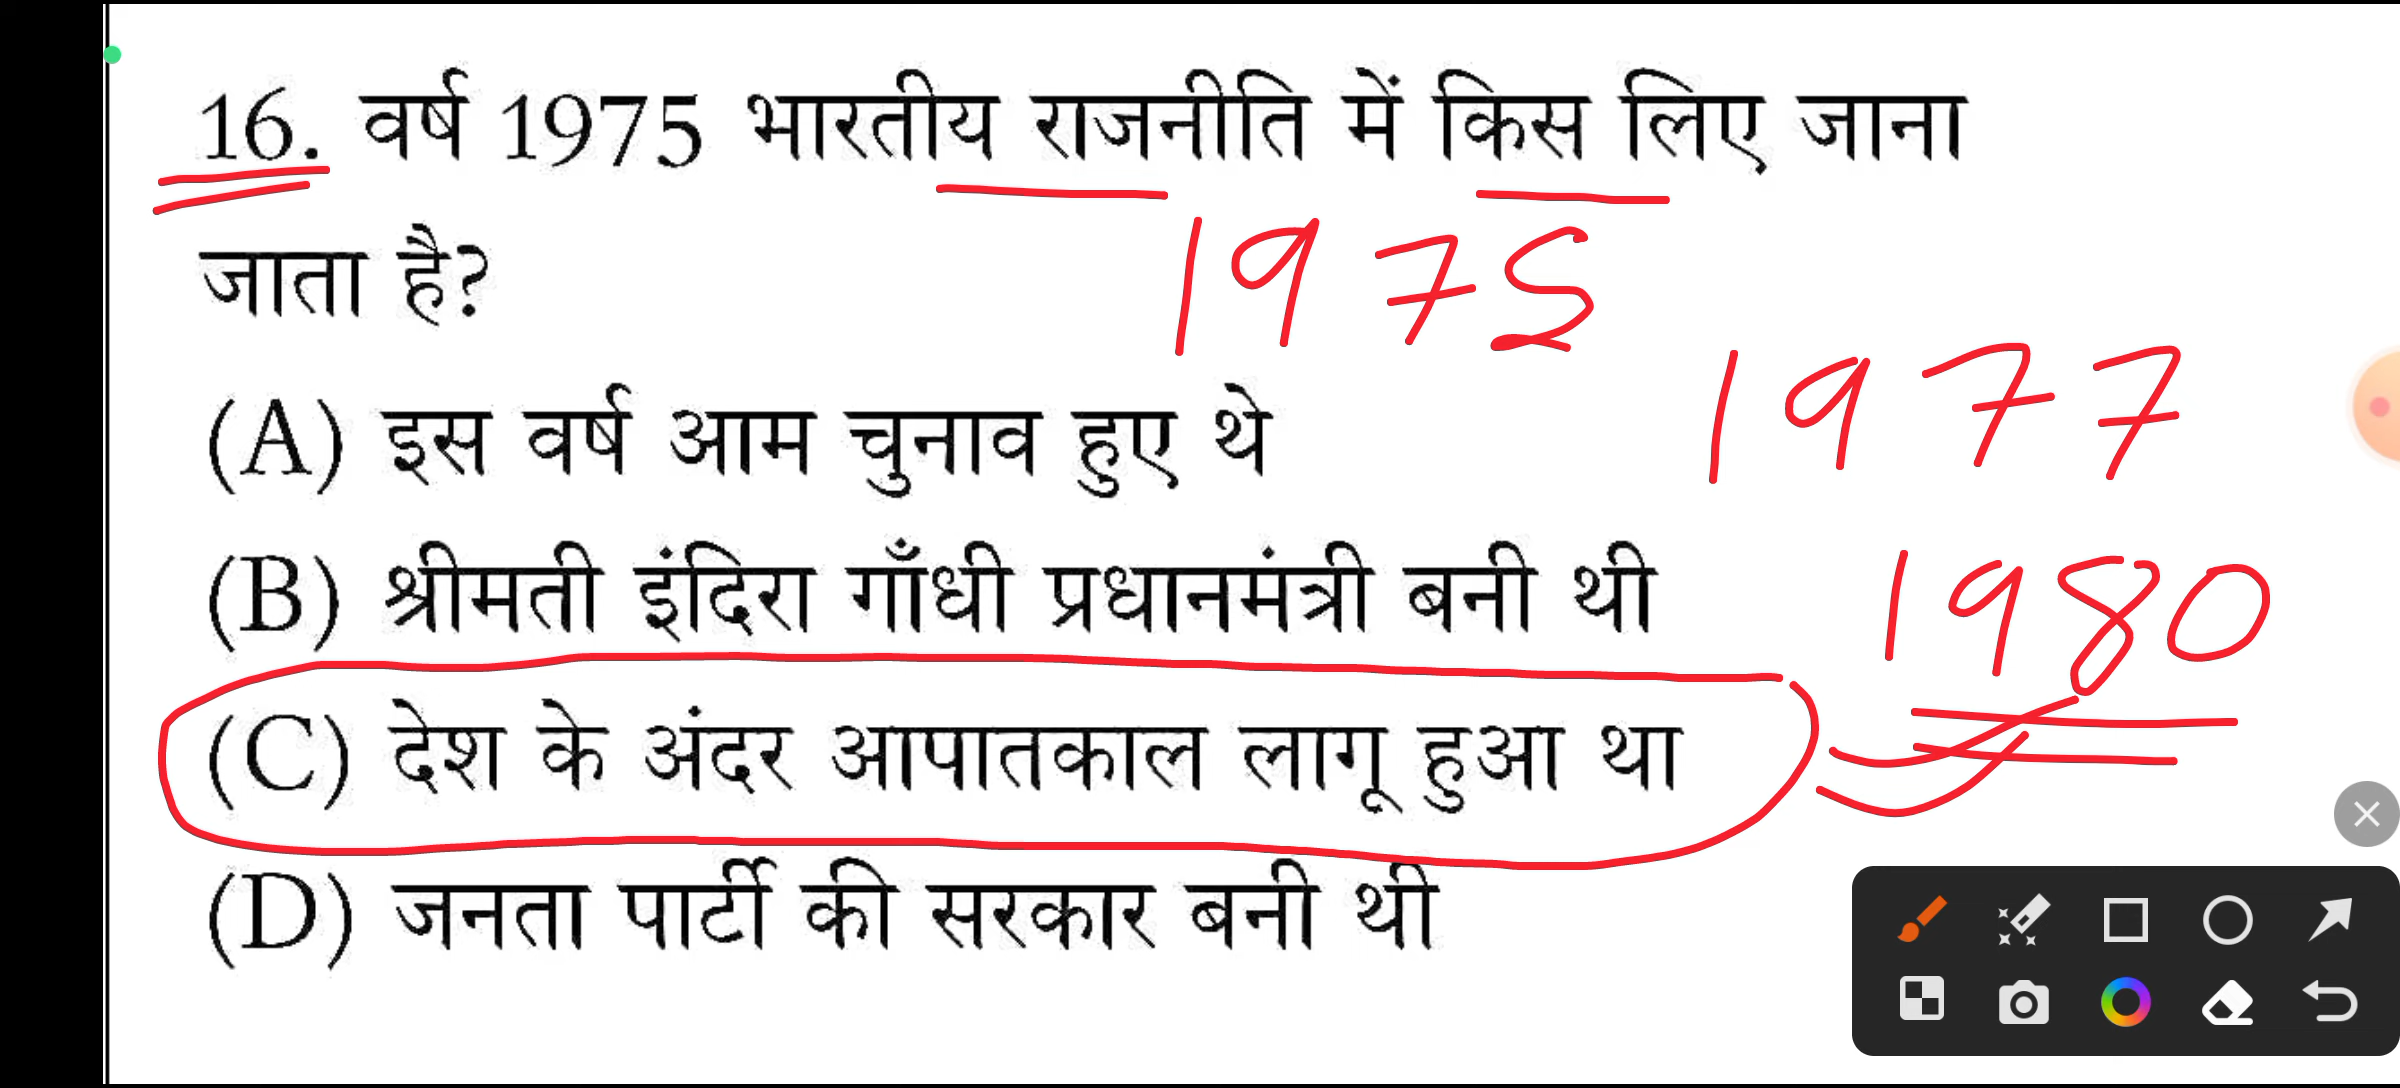 16. वर्ष 1975 भारतीय राजनीति में किस लिए जाना
जाता है?
1975
1977
(A) इस वर्ष आम चुनाव हुए थे
(B) श्रीमती इंदिरा गाँधी प्रधानमंत्री बनी थी
1980
(C) देश के अंदर आपातकाल लागू हुआ था
(D) जनता पार्टी की सरकार बनी थी